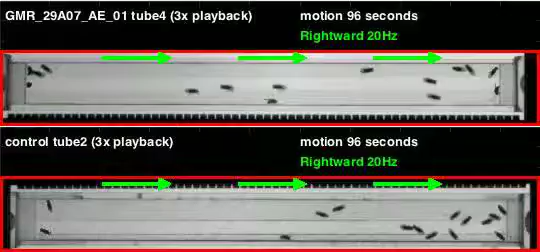 GMR_29A07_AE_01 tube4 (3x playback)
motion 96 seconds
Rightward 20Hz
control tube2 (3x playback)
motion 96 seconds
Rightward 20Hz